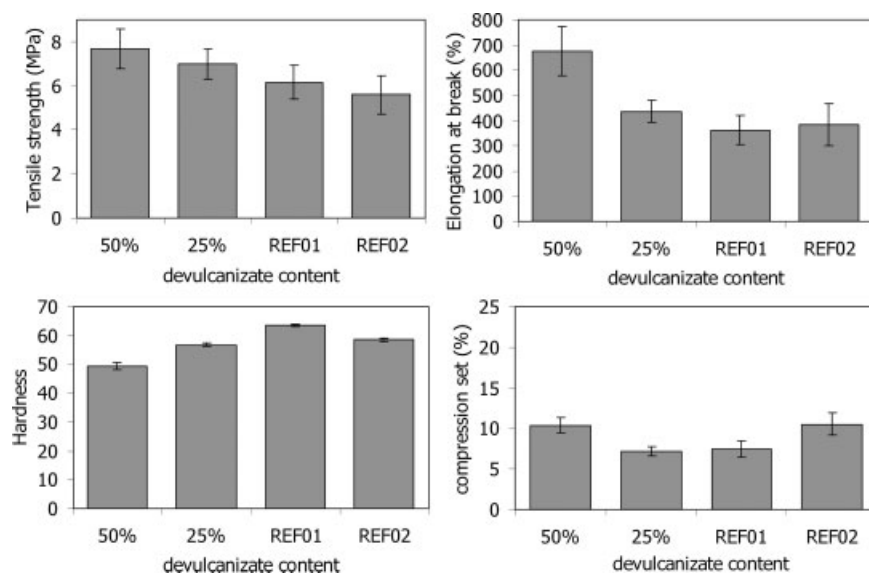 Tensile strength (MPa)
8
6
4
2
0
50% 25% REF01 REF02
devulcanizate content
Elongation at break (%)
800
700
600
500
400
300
200
100
0
50% 25% REF01 REF02
devulcanizate content
Hardness
70
60
50
40
30
20
10
0
50% 25% REF01 REF02
devulcanizate content
compression set (%)
25
20
15
10
5
0
50% 25% REF01 REF02
devulcanizate content